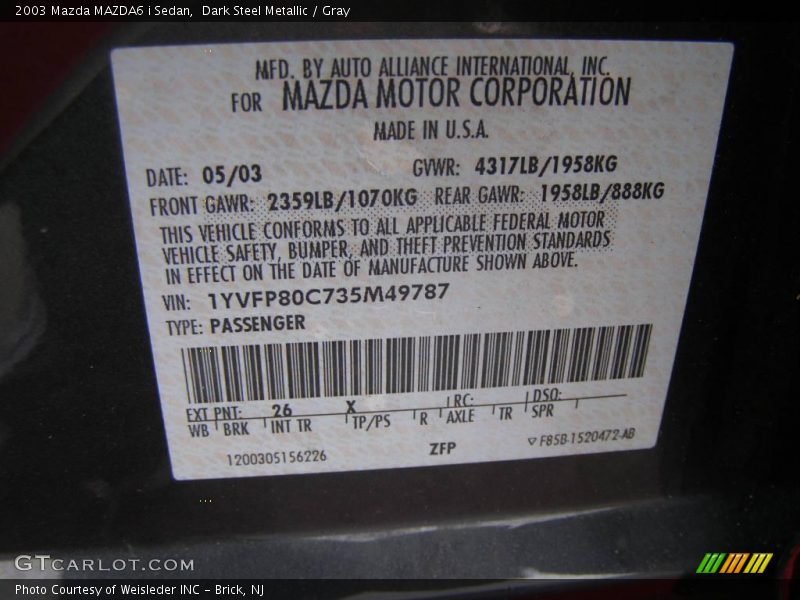 2003 Mazda MAZDA6 i Sedan, Dark Steel Metallic / Gray
MFD. BY AUTO ALLIANCE INTERNATIONAL, INC.
FOR MAZDA MOTOR CORPORATION
MADE IN U.S.A.
DATE: 05/03 GVWR: 4317LB/1958KG
FRONT GAWR: 2359LB/1070KG REAR GAWR: 1958LB/888KG
THIS VEHICLE CONFORMS TO ALL APPLICABLE FEDERAL MOTOR
VEHICLE SAFETY, BUMPER, AND THEFT PREVENTION STANDARDS
IN EFFECT ON THE DATE OF MANUFACTURE SHOWN ABOVE.
VIN: 1YVFP80C735M49787
TYPE: PASSENGER
EXT PNT: 26 X RC: DSO:
WB BRK INT TR TP/PS R AXLE TR SPR
1200305156226 ZFP F85B-1520472-AB
GTCARLOT.COM
Photo Courtesy of Weisleder INC - Brick, NJ